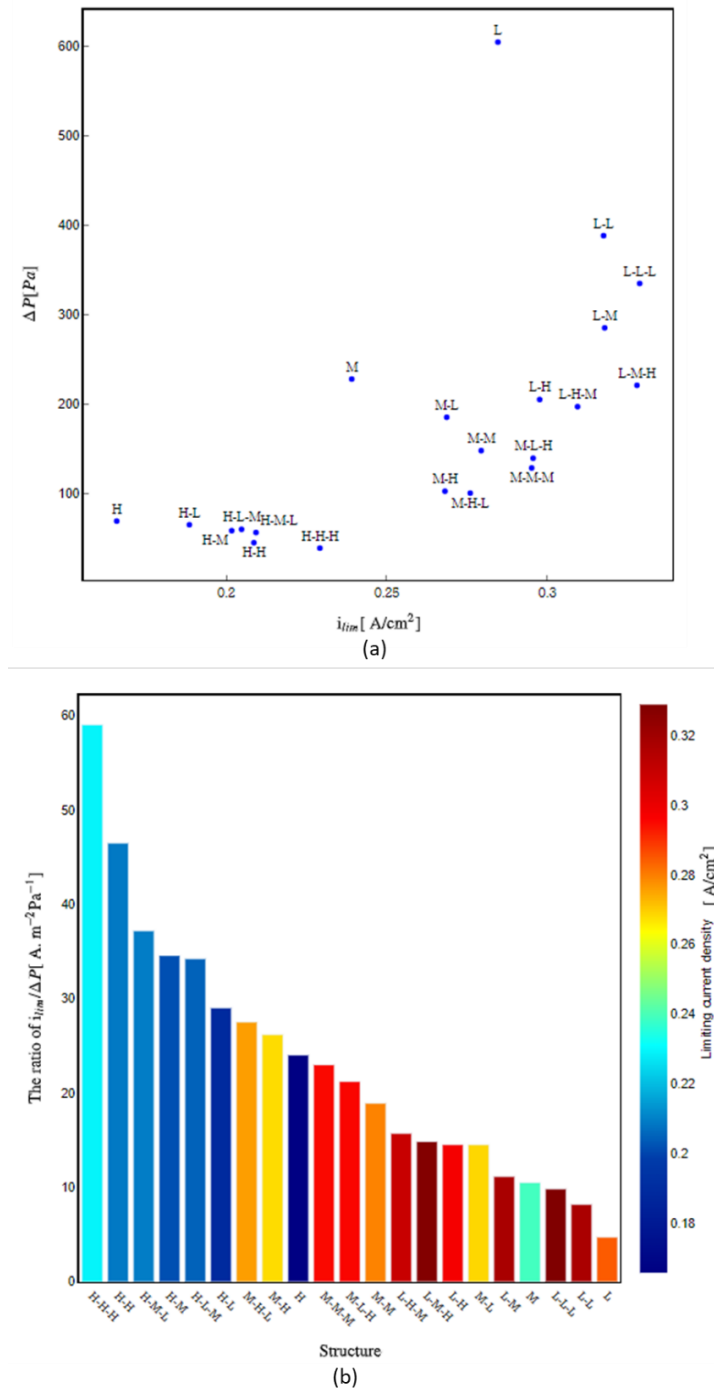 600
500
400
300
200
100
ΔP[Pa]
L
L-L
L-L-L
L-M
M
L-M-H
L-H
L-H-M
M-L
M-M
M-L-H
M-M-M
M-H
M-H-L
H
H-L
H-L-M
H-M-L
H-M
H-H
H-H-H
0.2
0.25
0.3
i_lim[ A/cm²]
(a)
60
50
40
30
20
10
0
The ratio of i_lim/ΔP[ A. m⁻²Pa⁻¹]
H-H-H
H-H
H-M-L
H-M
H-L-M
H-L
M-H-L
M-H
H
M-M-M
M-L-H
M-M
L-H-M
L-M-H
L-H
M-L
L-M
M
L-L-L
L-L
L
Structure
0.32
0.3
0.28
0.26
0.24
0.22
0.2
0.18
Limiting current density [ A/cm²]
(b)